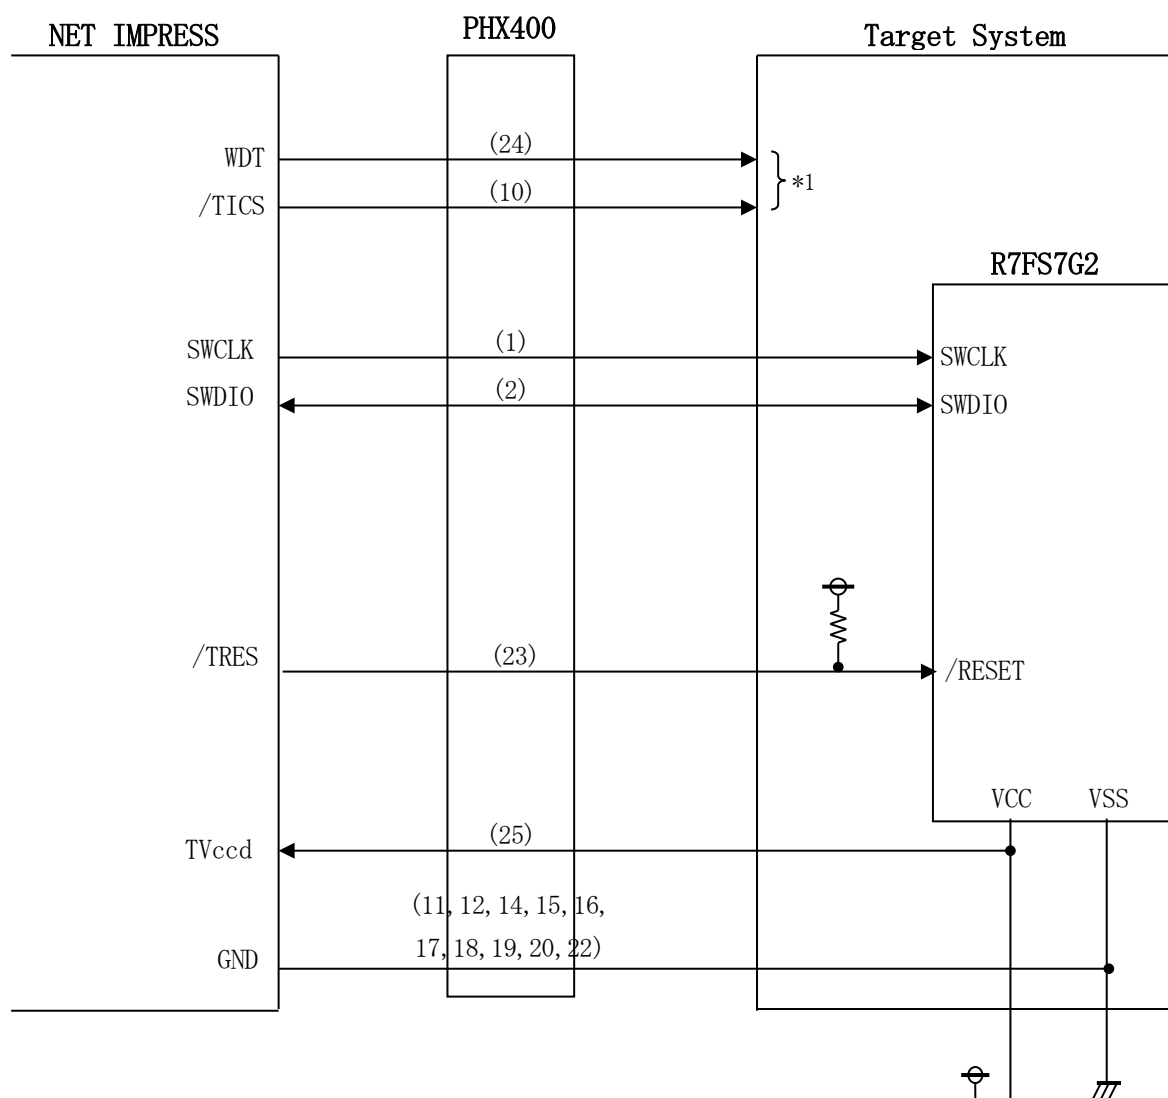 NET IMPRESS
PHX400
Target System
WDT
(24)
*1
/TICS
(10)
R7FS7G2
SWCLK
(1)
SWCLK
SWDIO
(2)
SWDIO
/TRES
(23)
/RESET
VCC
VSS
TVccd
(25)
(11,12,14,15,16,
17,18,19,20,22)
GND